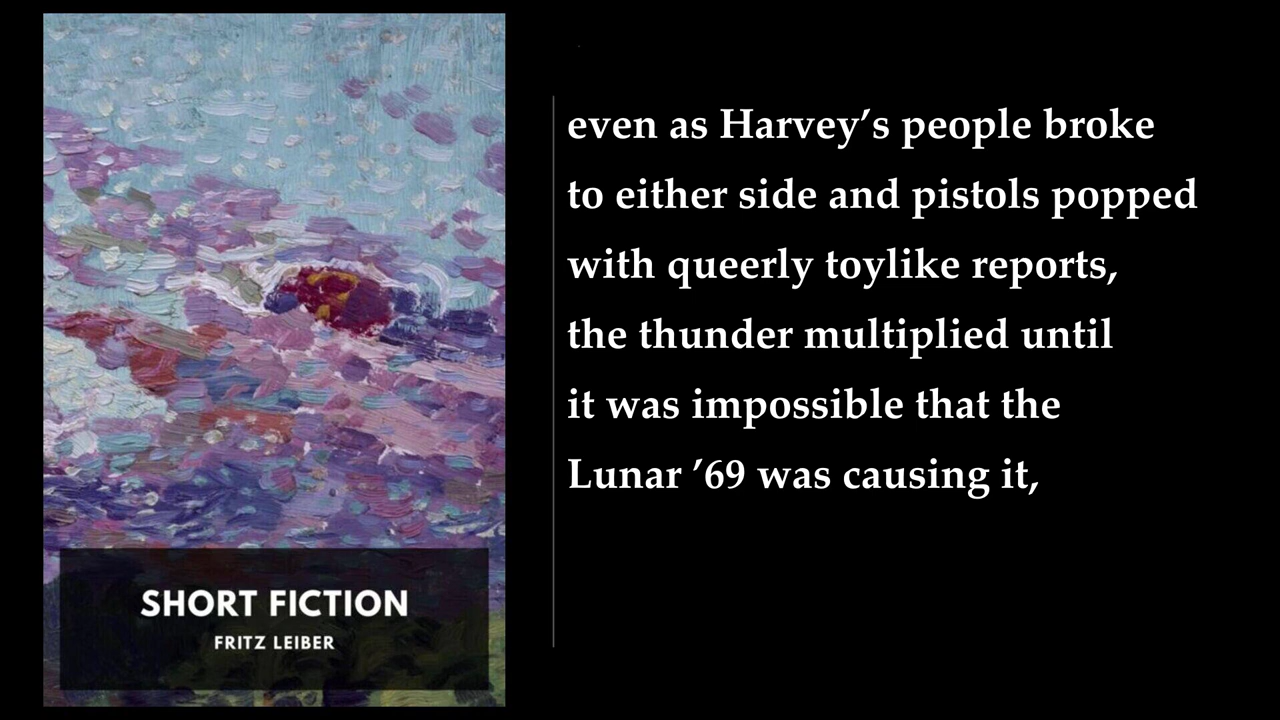 SHORT FICTION
FRITZ LEIBER
even as Harvey’s people broke
to either side and pistols popped
with queerly toylike reports,
the thunder multiplied until
it was impossible that the
Lunar ’69 was causing it,